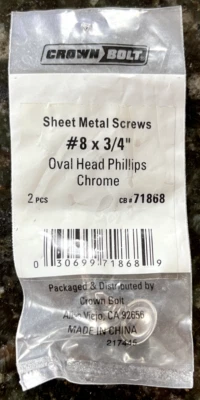 CROWN BOLT
Sheet Metal Screws
#8 x 3/4"
Oval Head Phillips
Chrome
2 PCS CB# 71868
0 30699 71868 9
Packaged & Distributed by
Crown Bolt
Aliso Viejo, CA 92656
MADE IN CHINA
217445